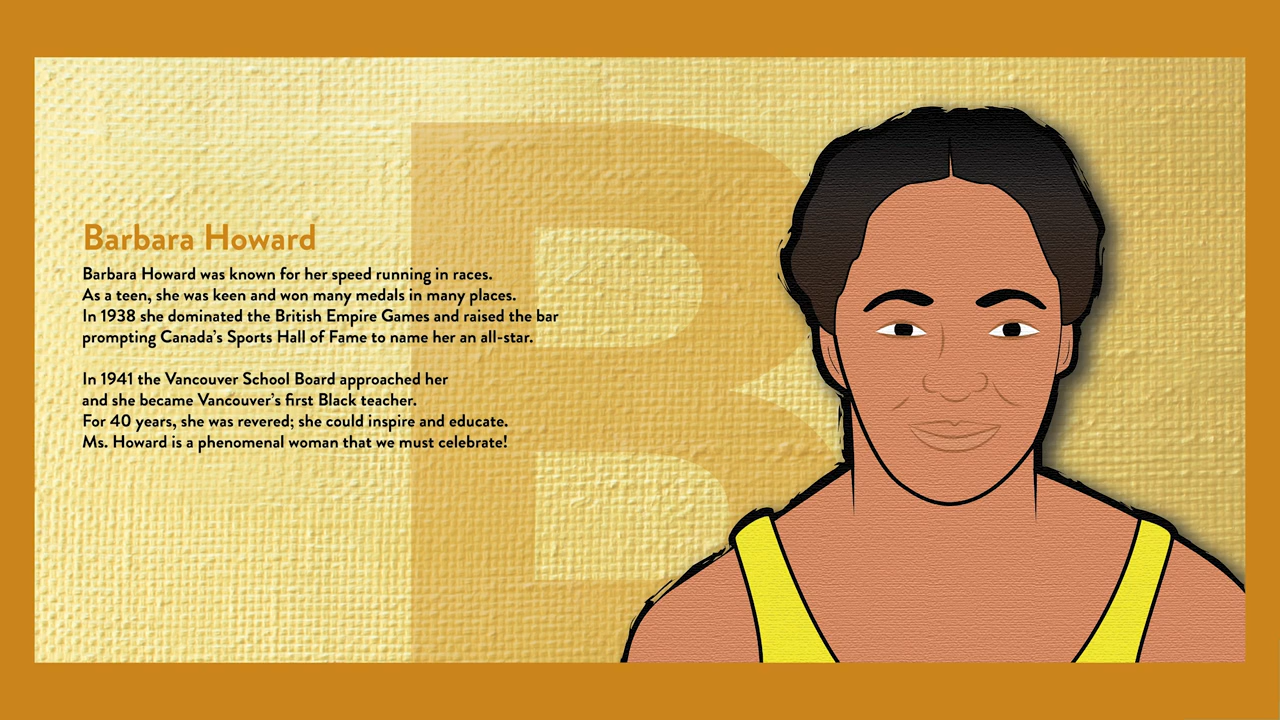 B
Barbara Howard
Barbara Howard was known for her speed running in races.
As a teen, she was keen and won many medals in many places.
In 1938 she dominated the British Empire Games and raised the bar
prompting Canada's Sports Hall of Fame to name her an all-star.
In 1941 the Vancouver School Board approached her
and she became Vancouver's first Black teacher.
For 40 years, she was revered; she could inspire and educate.
Ms. Howard is a phenomenal woman that we must celebrate!